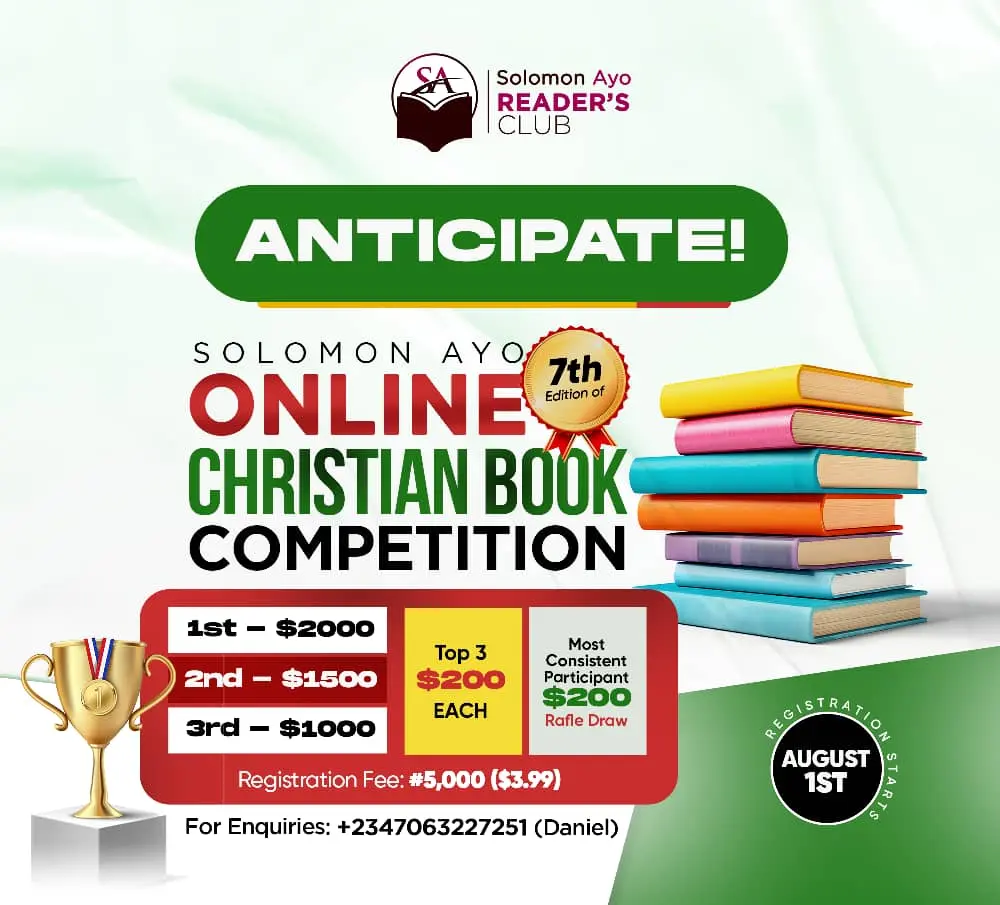 SA
Solomon Ayo
READER'S
CLUB
ANTICIPATE!
SOLOMON AYO
7th
Edition of
ONLINE
CHRISTIAN BOOK
COMPETITION
1st – $2000
2nd – $1500
3rd – $1000
Top 3
$200
EACH
Most
Consistent
Participant
$200
Rafle Draw
Registration Fee: #5,000 ($3.99)
For Enquiries: +2347063227251 (Daniel)
REGISTRATION STARTS
AUGUST
1ST
1